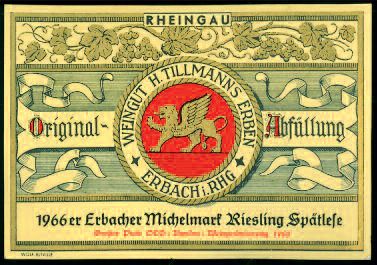 RHEINGAU
WEINGUT H. TILLMANNS ERBEN
ERBACH i. RHG
Original-Abfüllung
1966er Erbacher Michelmark Riesling Spätlese